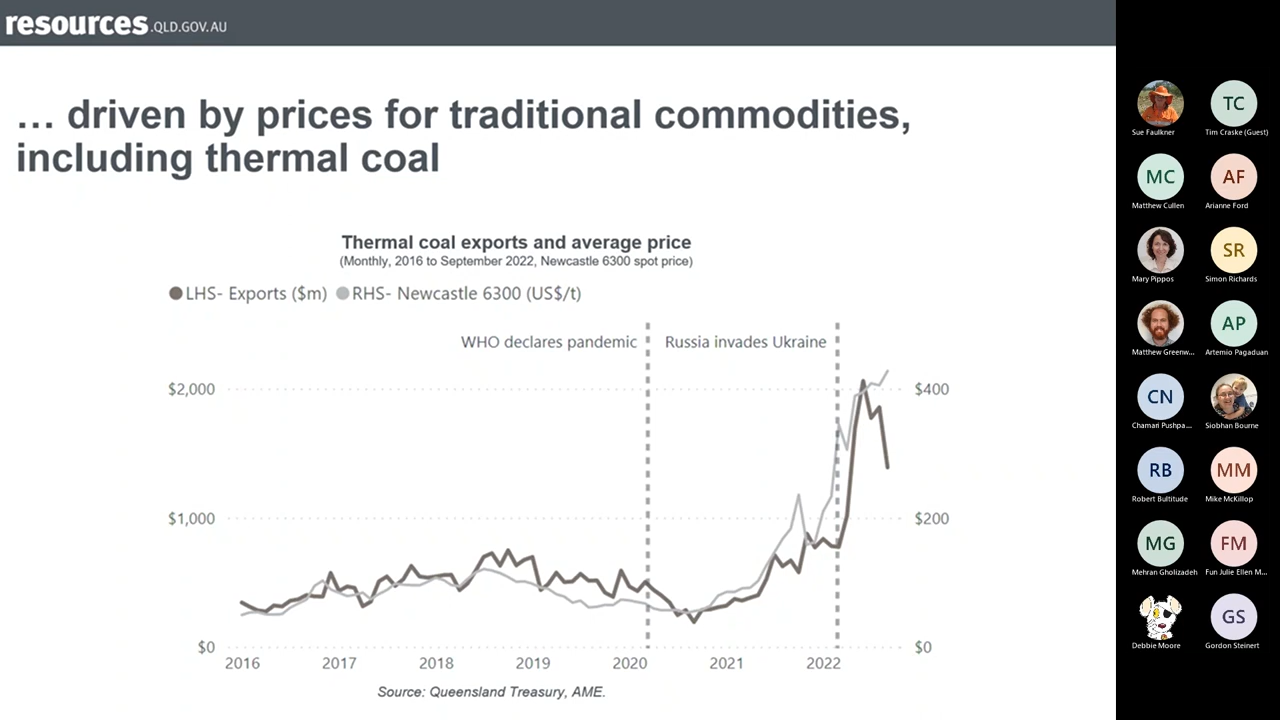 resources.QLD.GOV.AU
… driven by prices for traditional commodities,
including thermal coal
Thermal coal exports and average price
(Monthly, 2016 to September 2022, Newcastle 6300 spot price)
LHS- Exports ($m) RHS- Newcastle 6300 (US$/t)
WHO declares pandemic Russia invades Ukraine
$2,000 $400
$1,000 $200
$0 $0
2016 2017 2018 2019 2020 2021 2022
Source: Queensland Treasury, AME.
TC
Sue Faulkner Tim Craske (Guest)
MC AF
Matthew Cullen Arianne Ford
SR
Mary Pippos Simon Richards
AP
Matthew Greenw... Artemio Pagaduan
CN
Chamari Pushpa... Siobhan Bourne
RB MM
Robert Bultitude Mike McKillop
MG FM
Mehran Gholizadeh Fun Julie Ellen M...
GS
Debbie Moore Gordon Steinert